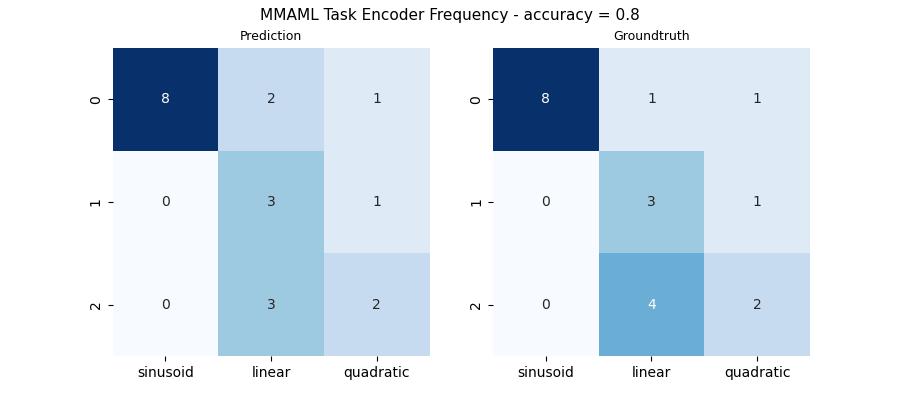 MMAML Task Encoder Frequency - accuracy = 0.8
Prediction
Groundtruth
0 8 2 1
1 0 3 1
2 0 3 2
sinusoid linear quadratic
0 8 1 1
1 0 3 1
2 0 4 2
sinusoid linear quadratic